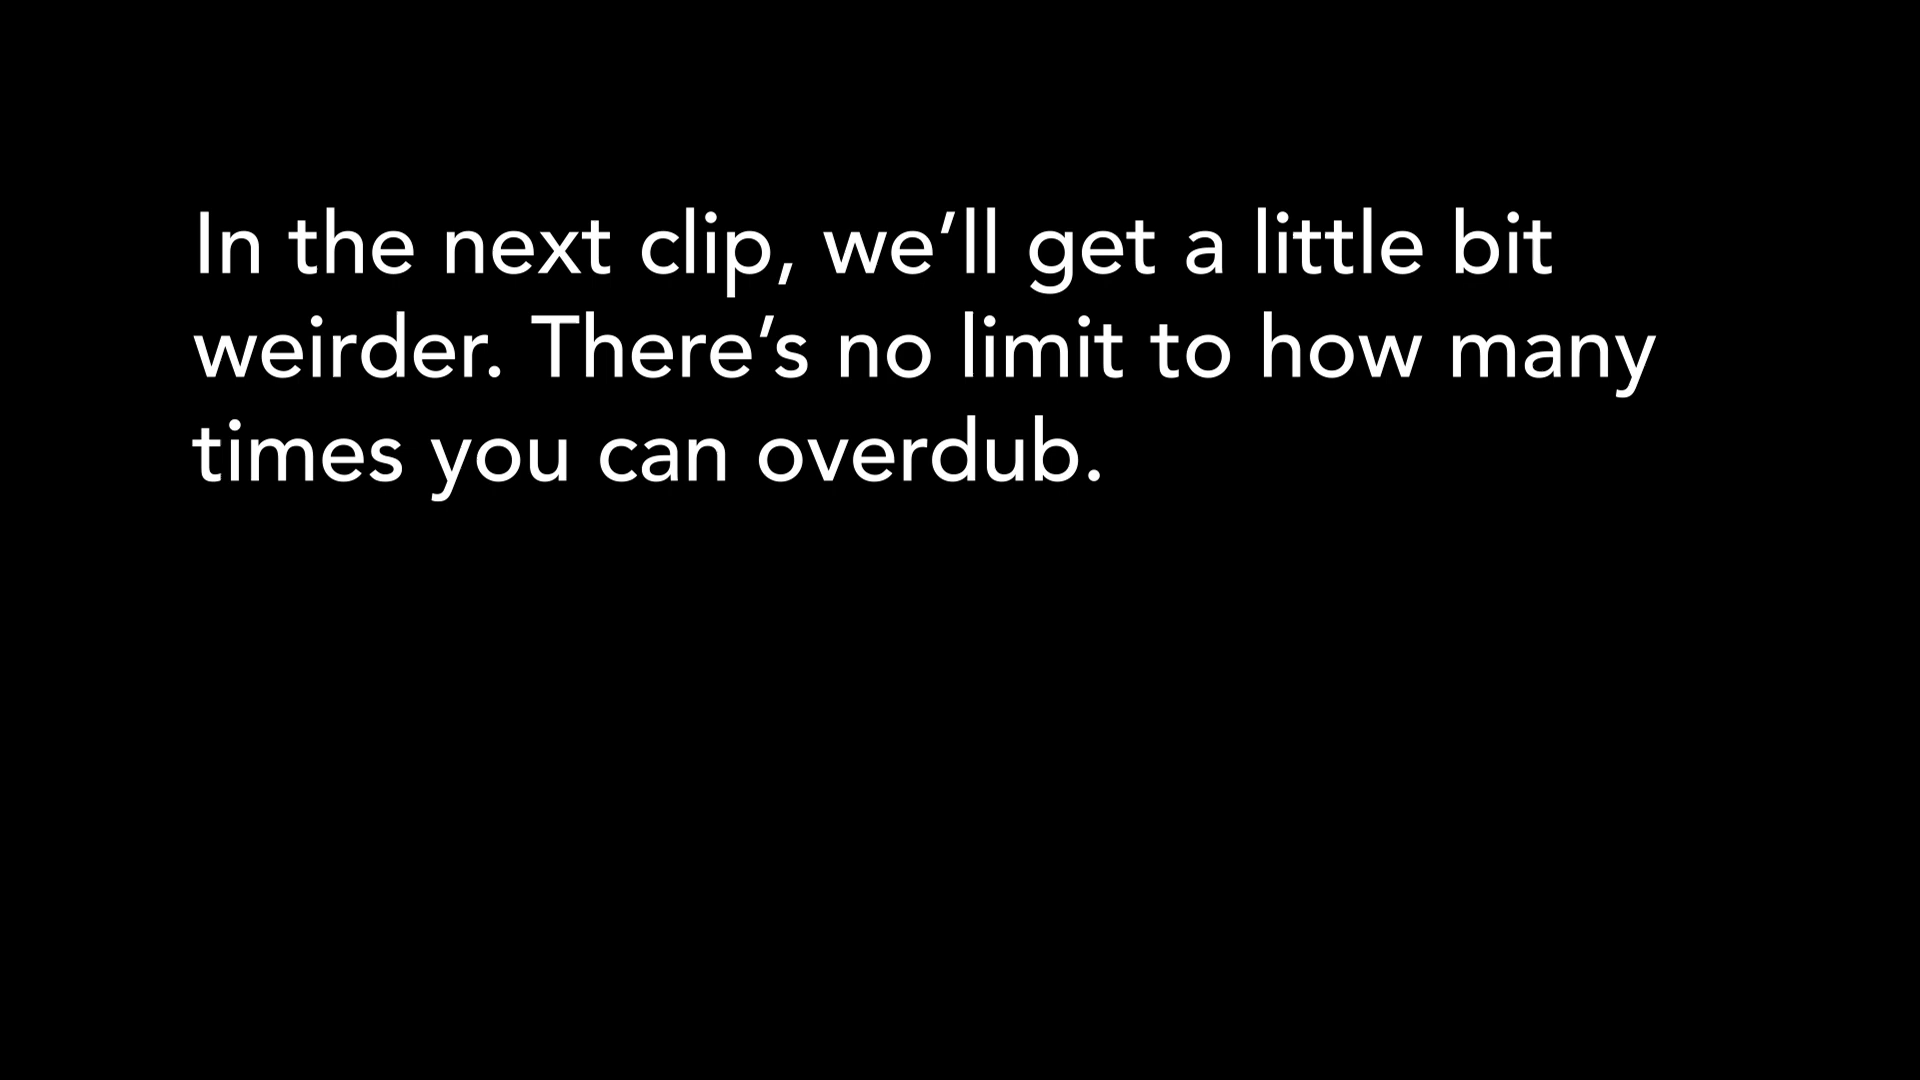 In the next clip, we’ll get a little bit
weirder. There’s no limit to how many
times you can overdub.